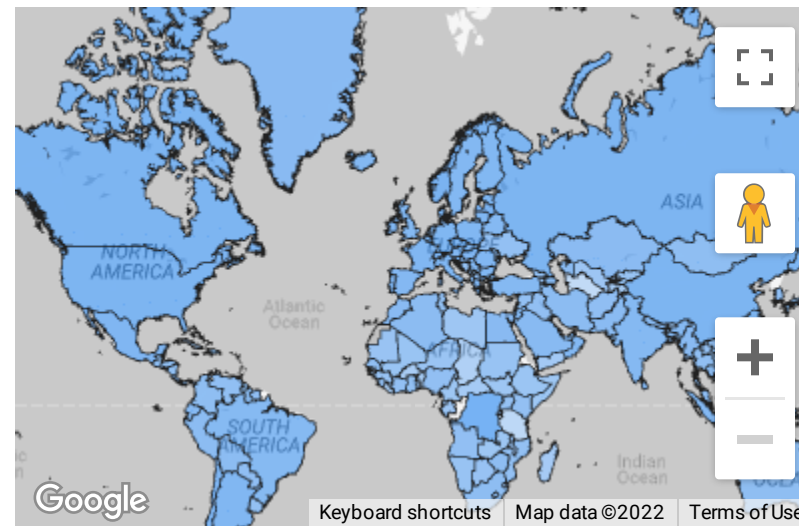 ASIA
EUROPE
NORTH
AMERICA
Atlantic
Ocean
AFRICA
SOUTH
AMERICA
Indian
Ocean
Google
Keyboard shortcuts
Map data ©2022
Terms of Use